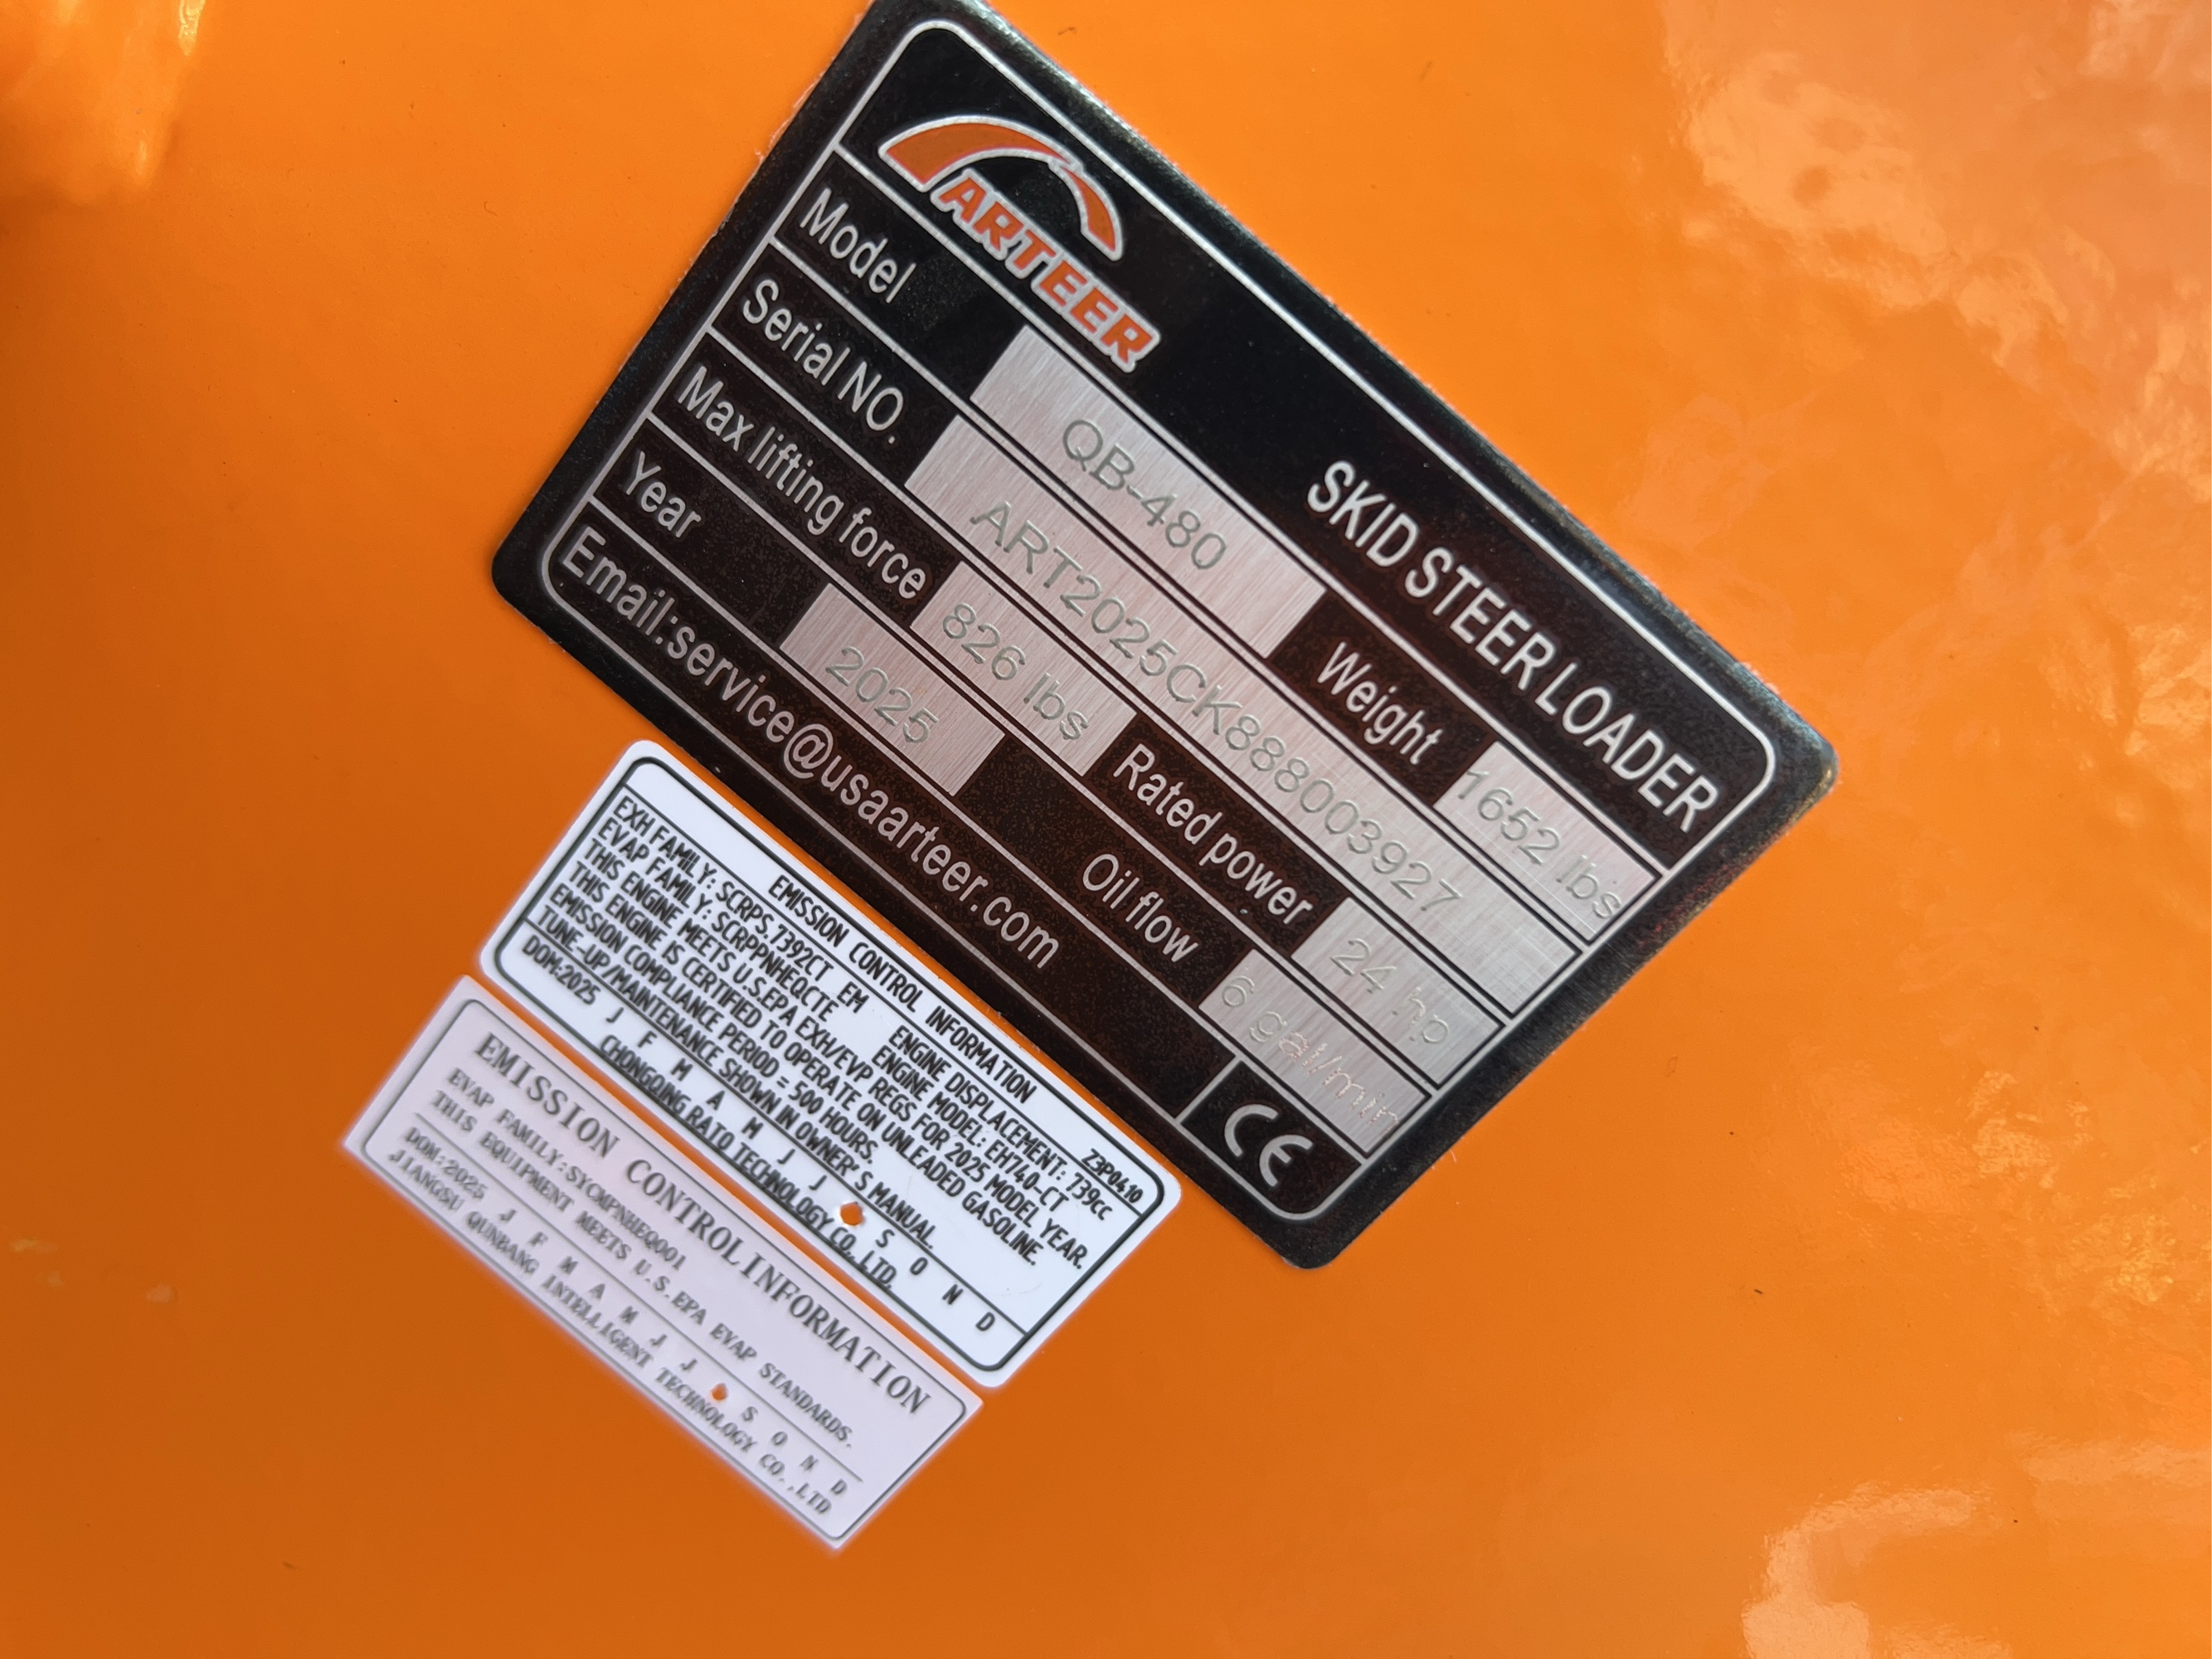 ARTEER
SKID STEER LOADER
Model QB-480 Weight 1652 lbs
Serial NO. ART2025CK888003927
Max lifting force 826 lbs Rated power 24 hp
Year 2025 Oil flow 6 gal/min
Email:service@usaarteer.com CE
EMISSION CONTROL INFORMATION Z3P0410
EXH FAMILY: SCRPS.7392CT EM ENGINE DISPLACEMENT: 739cc
EVAP FAMILY: SCRPPNHEQCTE ENGINE MODEL: EH740-CT
THIS ENGINE MEETS U.S.EPA EXH/EVP REGS FOR 2025 MODEL YEAR.
THIS ENGINE IS CERTIFIED TO OPERATE ON UNLEADED GASOLINE.
EMISSION COMPLIANCE PERIOD = 500 HOURS.
TUNE-UP/MAINTENANCE SHOWN IN OWNER'S MANUAL.
DOM:2025 J F M A M J J S O N D
CHONGQING RATO TECHNOLOGY CO., LTD.
EMISSION CONTROL INFORMATION
EVAP FAMILY:SYCMPNHEQ001
THIS EQUIPMENT MEETS U.S.EPA EVAP STANDARDS.
DOM:2025 J F M A M J J S O N D
JIANGSU QUNBANG INTELLIGENT TECHNOLOGY CO.,LTD